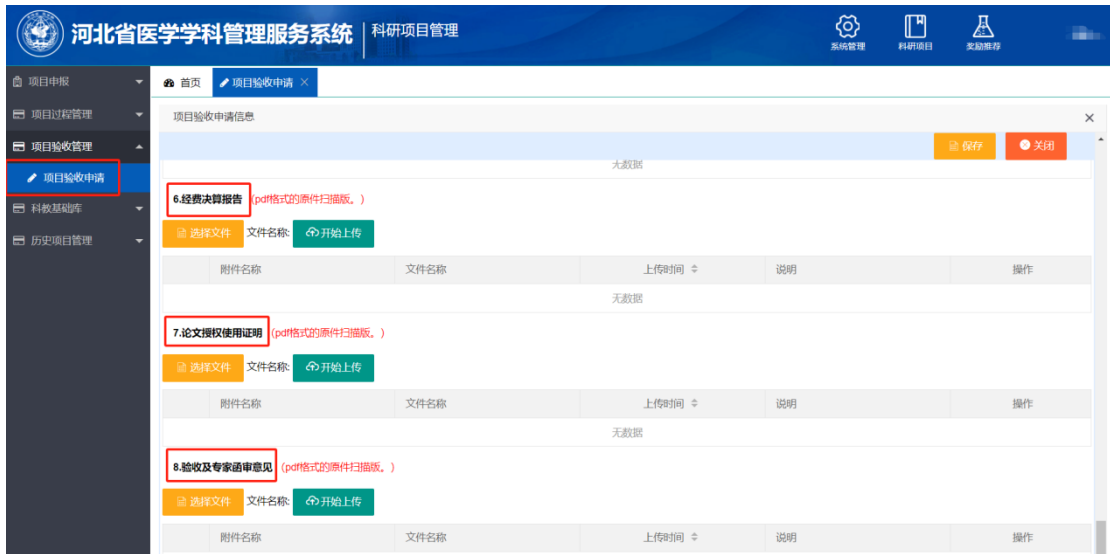 河北省医学学科管理服务系统 科研项目管理
系统管理 科研项目 奖励推荐
项目申报 首页 项目验收申请
项目过程管理
项目验收管理
项目验收申请
科教基础库
历史项目管理
项目验收申请信息
保存 关闭
无数据
6.经费决算报告 (pdf格式的原件扫描版。)
选择文件 文件名称: 开始上传
附件名称 文件名称 上传时间 说明 操作
无数据
7.论文授权使用证明 (pdf格式的原件扫描版。)
选择文件 文件名称: 开始上传
附件名称 文件名称 上传时间 说明 操作
无数据
8.验收及专家函审意见 (pdf格式的原件扫描版。)
选择文件 文件名称: 开始上传
附件名称 文件名称 上传时间 说明 操作